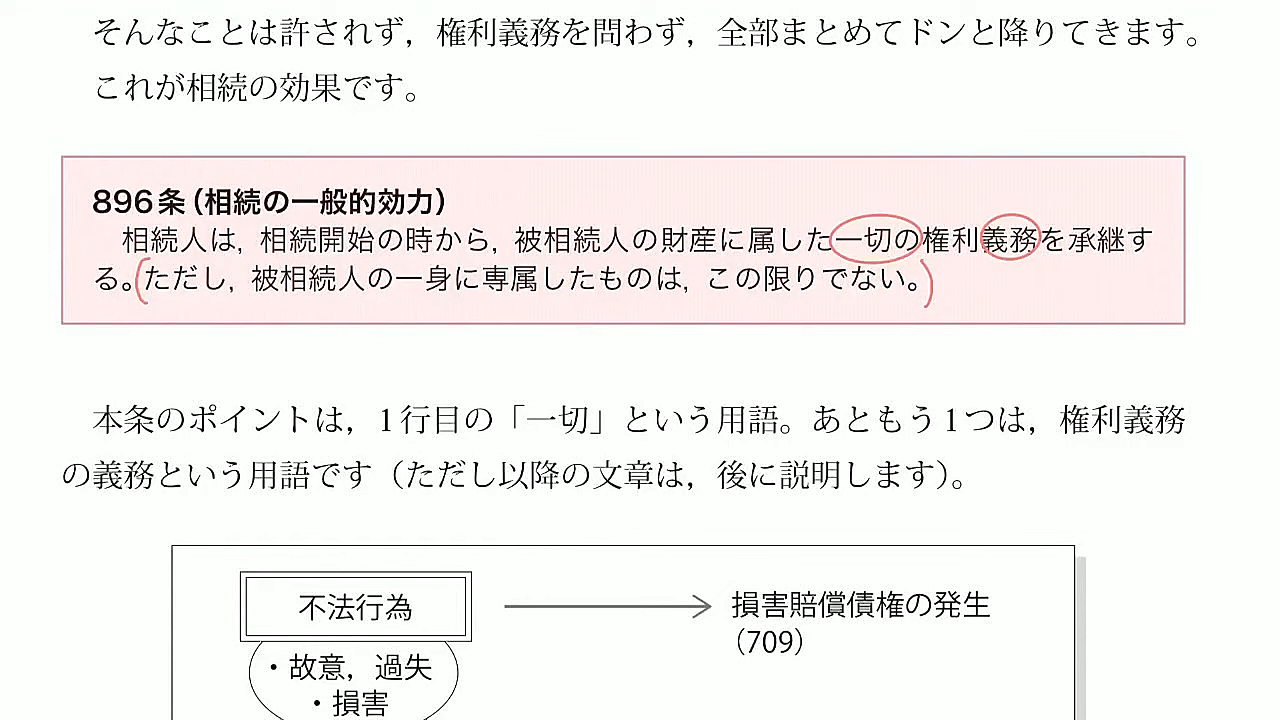 そんなことは許されず，権利義務を問わず，全部まとめてドンと降りてきます。
これが相続の効果です。
896条（相続の一般的効力）
相続人は，相続開始の時から，被相続人の財産に属した一切の権利義務を承継す
る。ただし，被相続人の一身に専属したものは，この限りでない。
本条のポイントは，1行目の「一切」という用語。あともう1つは，権利義務
の義務という用語です（ただし以降の文章は，後に説明します）。
不法行為
損害賠償債権の発生
（709）
・故意，過失
・損害